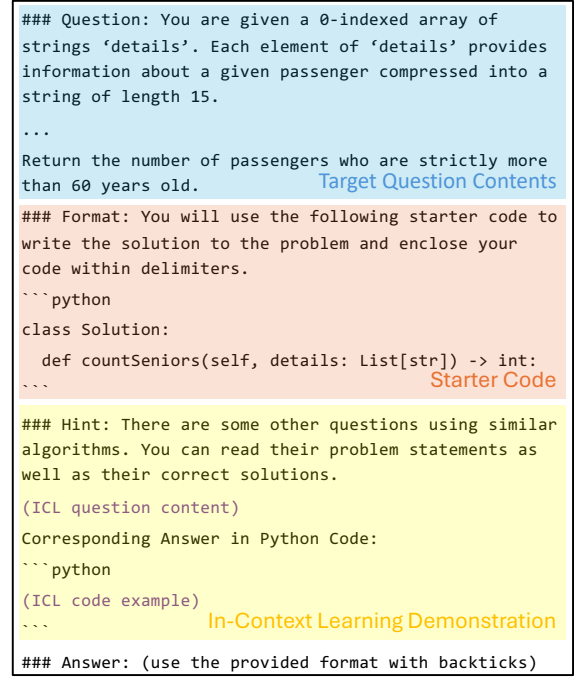 ### Question: You are given a 0-indexed array of
strings ‘details’. Each element of ‘details’ provides
information about a given passenger compressed into a
string of length 15.
...
Return the number of passengers who are strictly more
than 60 years old.
Target Question Contents
### Format: You will use the following starter code to
write the solution to the problem and enclose your
code within delimiters.
```python
class Solution:
  def countSeniors(self, details: List[str]) -> int:
```
Starter Code
### Hint: There are some other questions using similar
algorithms. You can read their problem statements as
well as their correct solutions.
(ICL question content)
Corresponding Answer in Python Code:
```python
(ICL code example)
```
In-Context Learning Demonstration
### Answer: (use the provided format with backticks)